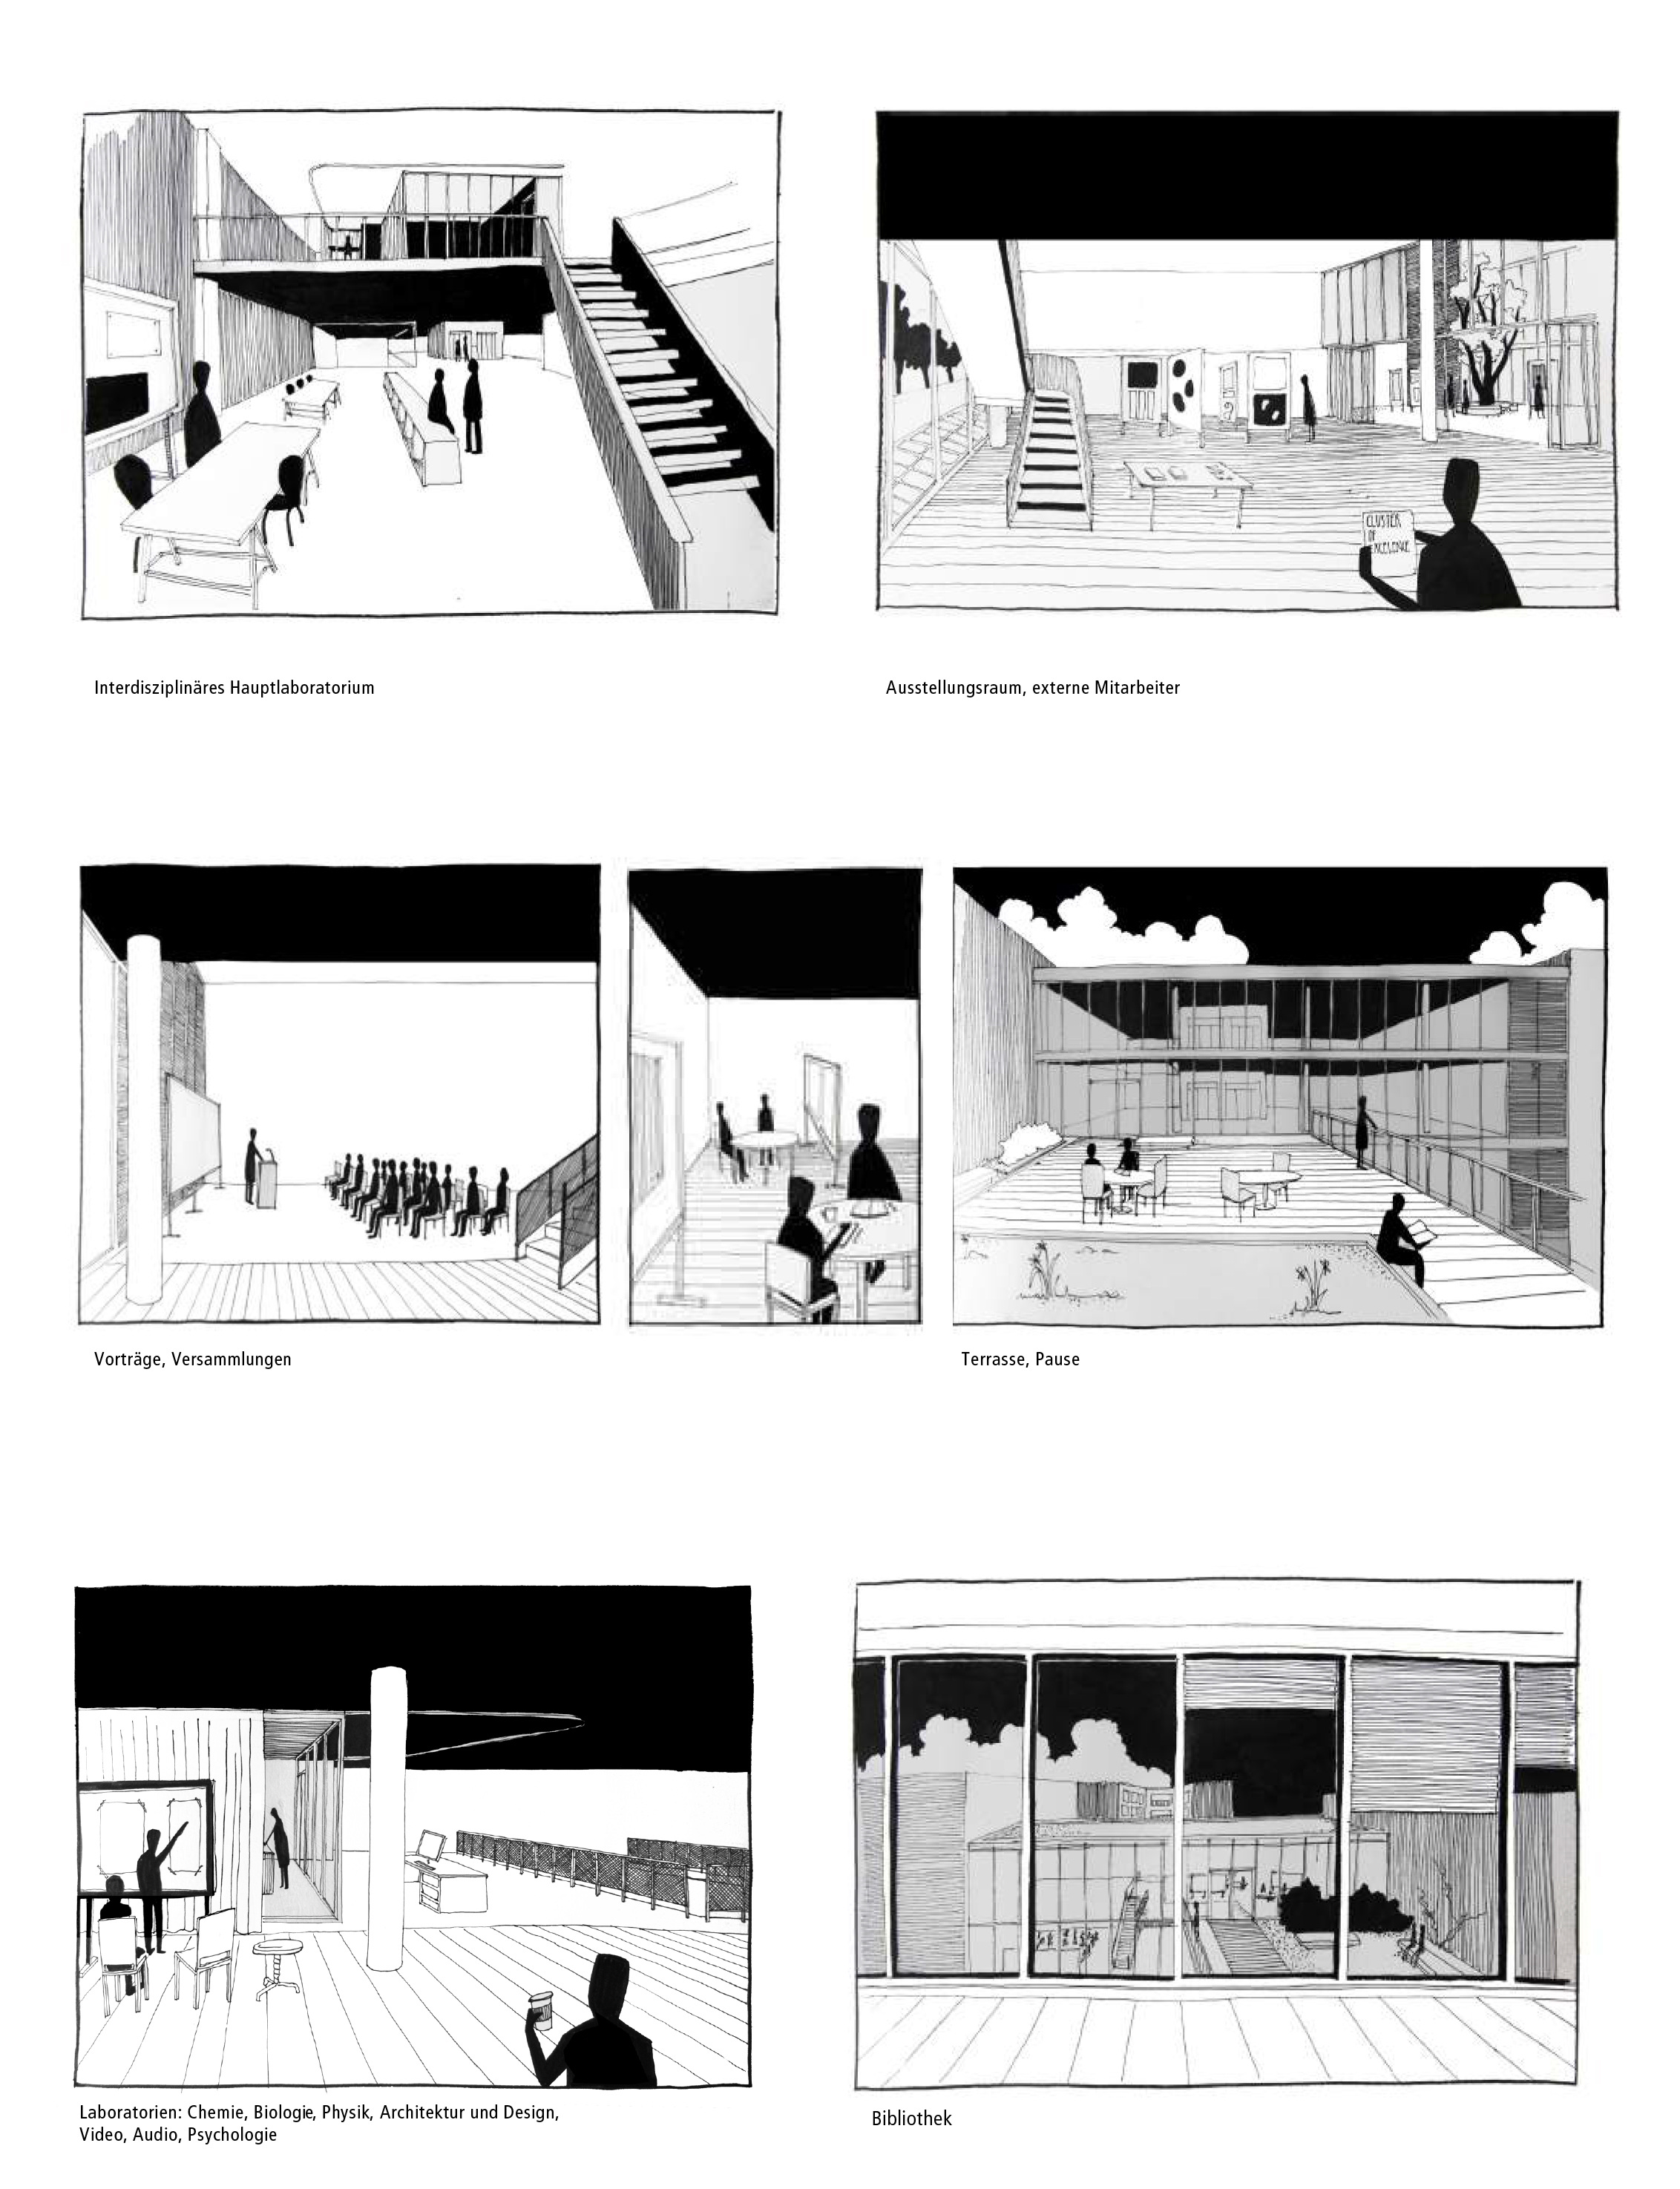 CLUSTER
OF
EXCELENCE
Interdisziplinäres Hauptlaboratorium
Ausstellungsraum, externe Mitarbeiter
Vorträge, Versammlungen
Terrasse, Pause
Laboratorien: Chemie, Biologie, Physik, Architektur und Design,
Video, Audio, Psychologie
Bibliothek